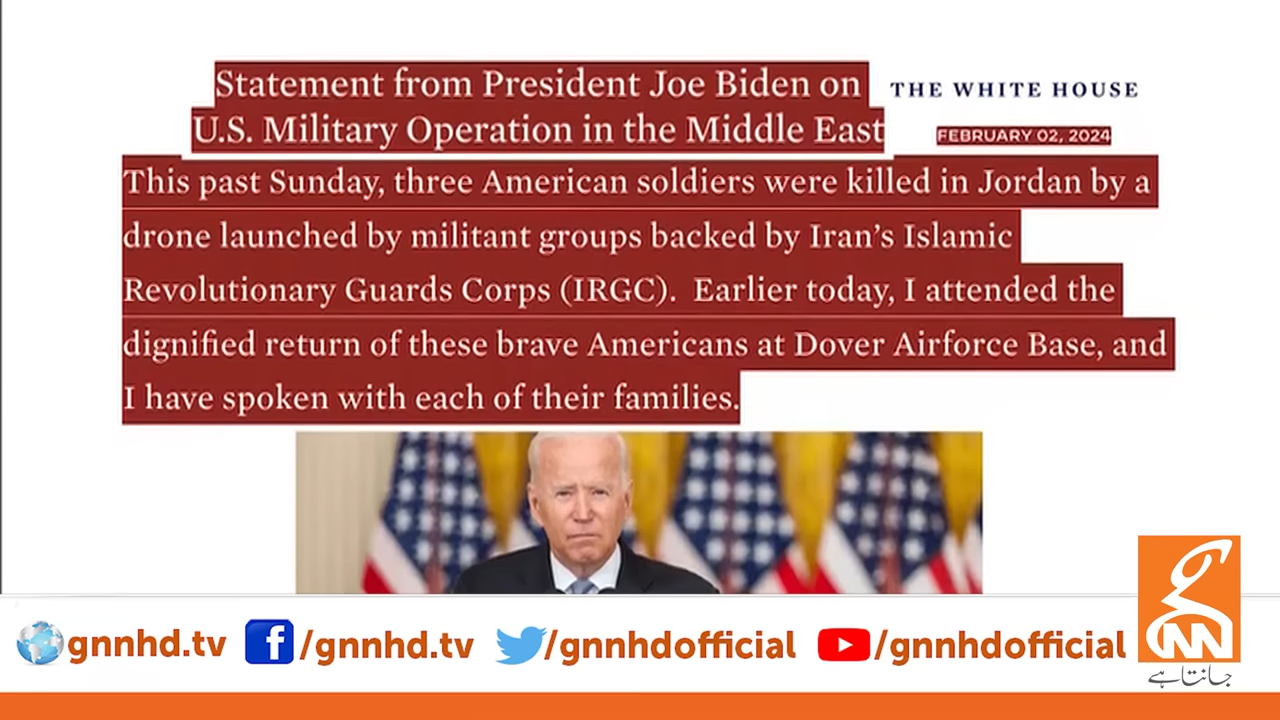 Statement from President Joe Biden on
U.S. Military Operation in the Middle East
THE WHITE HOUSE
FEBRUARY 02, 2024
This past Sunday, three American soldiers were killed in Jordan by a
drone launched by militant groups backed by Iran’s Islamic
Revolutionary Guards Corps (IRGC).  Earlier today, I attended the
dignified return of these brave Americans at Dover Airforce Base, and
I have spoken with each of their families.
gnnhd.tv
/gnnhd.tv
/gnnhdofficial
/gnnhdofficial
GNN
جانتا ہے